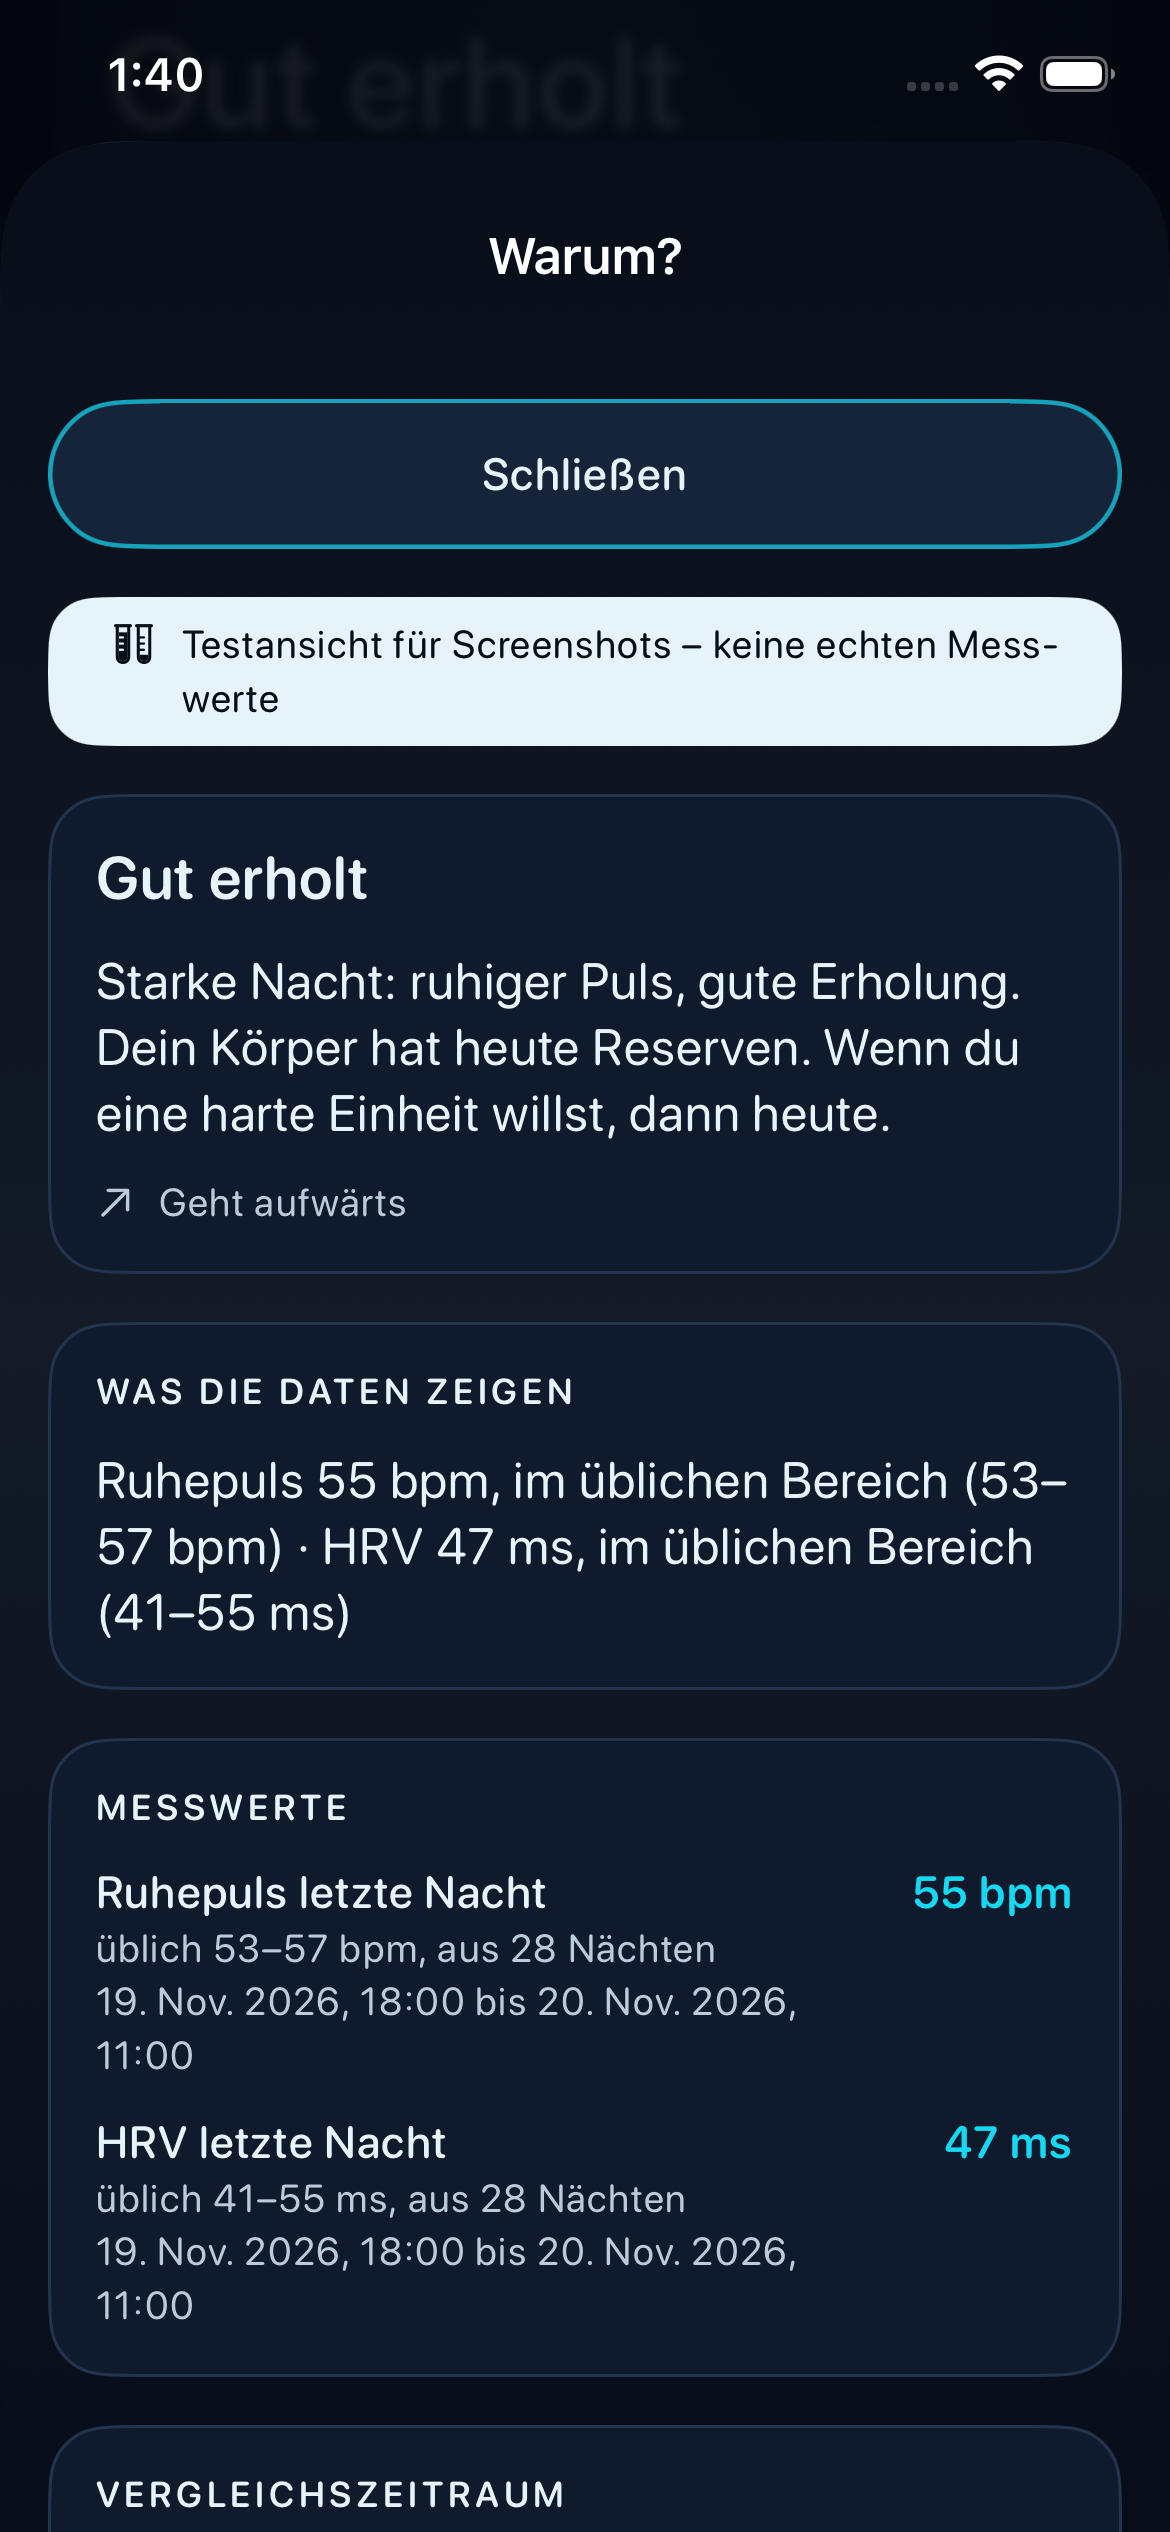 Gut erholt
1:40
Warum?
Schließen
Testansicht für Screenshots – keine echten Mess-
werte
Gut erholt
Starke Nacht: ruhiger Puls, gute Erholung.
Dein Körper hat heute Reserven. Wenn du
eine harte Einheit willst, dann heute.
Geht aufwärts
WAS DIE DATEN ZEIGEN
Ruhepuls 55 bpm, im üblichen Bereich (53–
57 bpm) · HRV 47 ms, im üblichen Bereich
(41–55 ms)
MESSWERTE
Ruhepuls letzte Nacht 55 bpm
üblich 53–57 bpm, aus 28 Nächten
19. Nov. 2026, 18:00 bis 20. Nov. 2026,
11:00
HRV letzte Nacht 47 ms
üblich 41–55 ms, aus 28 Nächten
19. Nov. 2026, 18:00 bis 20. Nov. 2026,
11:00
VERGLEICHSZEITRAUM